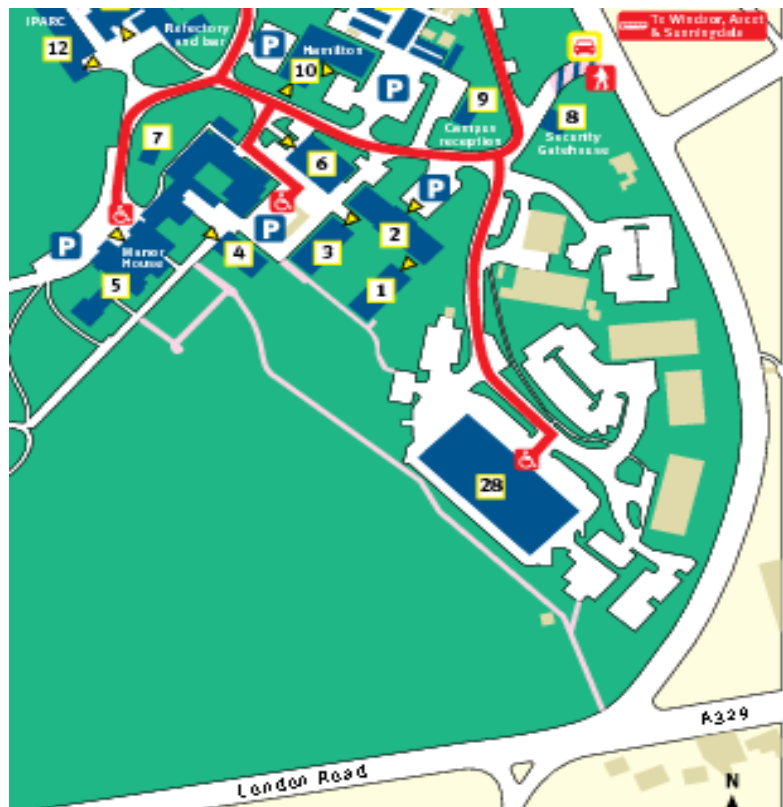 IPARC
12
Refectory
and bar
P
Hamilton
10
P
To Windsor, Ascot
& Sunningdale
9
Campus
reception
8
Security
Gatehouse
7
6
P
P
P
Manor
House
5
4
3
2
1
28
A329
London Road
N